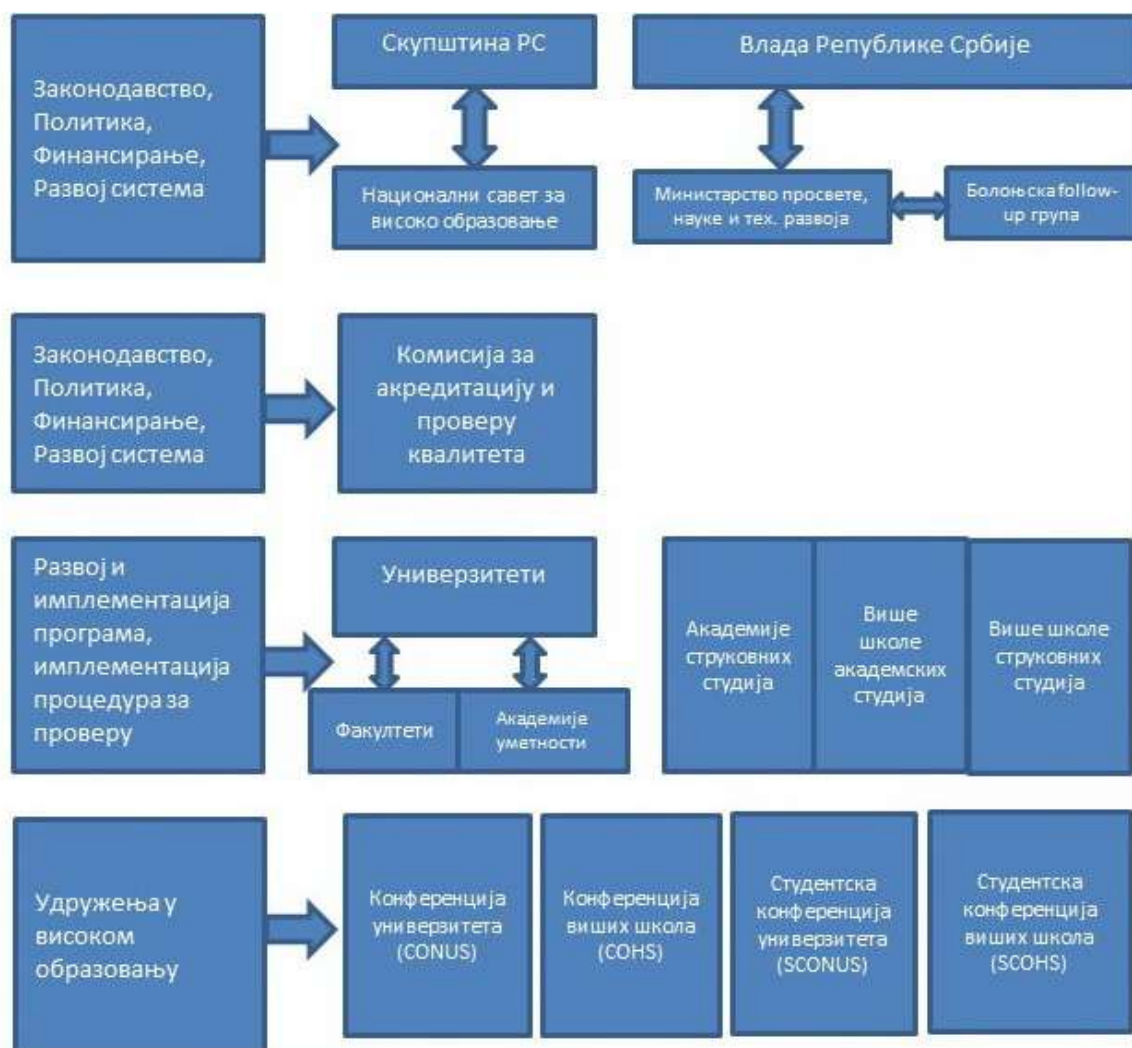 Законодавство,
Политика,
Финансирање,
Развој система
Скупштина РС
Влада Републике Србије
Национални савет за
високо образовање
Министарство просвете,
науке и тех. развоја
Болоњска follow-
up група
Законодавство,
Политика,
Финансирање,
Развој система
Комисија за
акредитацију и
проверу
квалитета
Развој и
имплементација
програма,
имплементација
процедура за
проверу
Универзитети
Факултети
Академије
уметности
Академије
струковних
студија
Више
школе
академских
студија
Више школе
струковних
студија
Удружења у
високом
образовању
Конференција
универзитета
(CONUS)
Конференција
виших школа
(COHS)
Студентска
конференција
универзитета
(SCONUS)
Студентска
конференција
виших школа
(SCOHS)